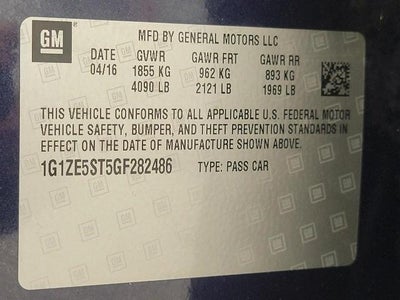 GM MFD BY GENERAL MOTORS LLC
DATE GVWR GAWR FRT GAWR RR
04/16 1855 KG 962 KG 893 KG
4090 LB 2121 LB 1969 LB
THIS VEHICLE CONFORMS TO ALL APPLICABLE U.S. FEDERAL MOTOR
VEHICLE SAFETY, BUMPER, AND THEFT PREVENTION STANDARDS IN
EFFECT ON THE DATE OF MANUFACTURE SHOWN ABOVE.
1G1ZE5ST5GF282486 TYPE: PASS CAR